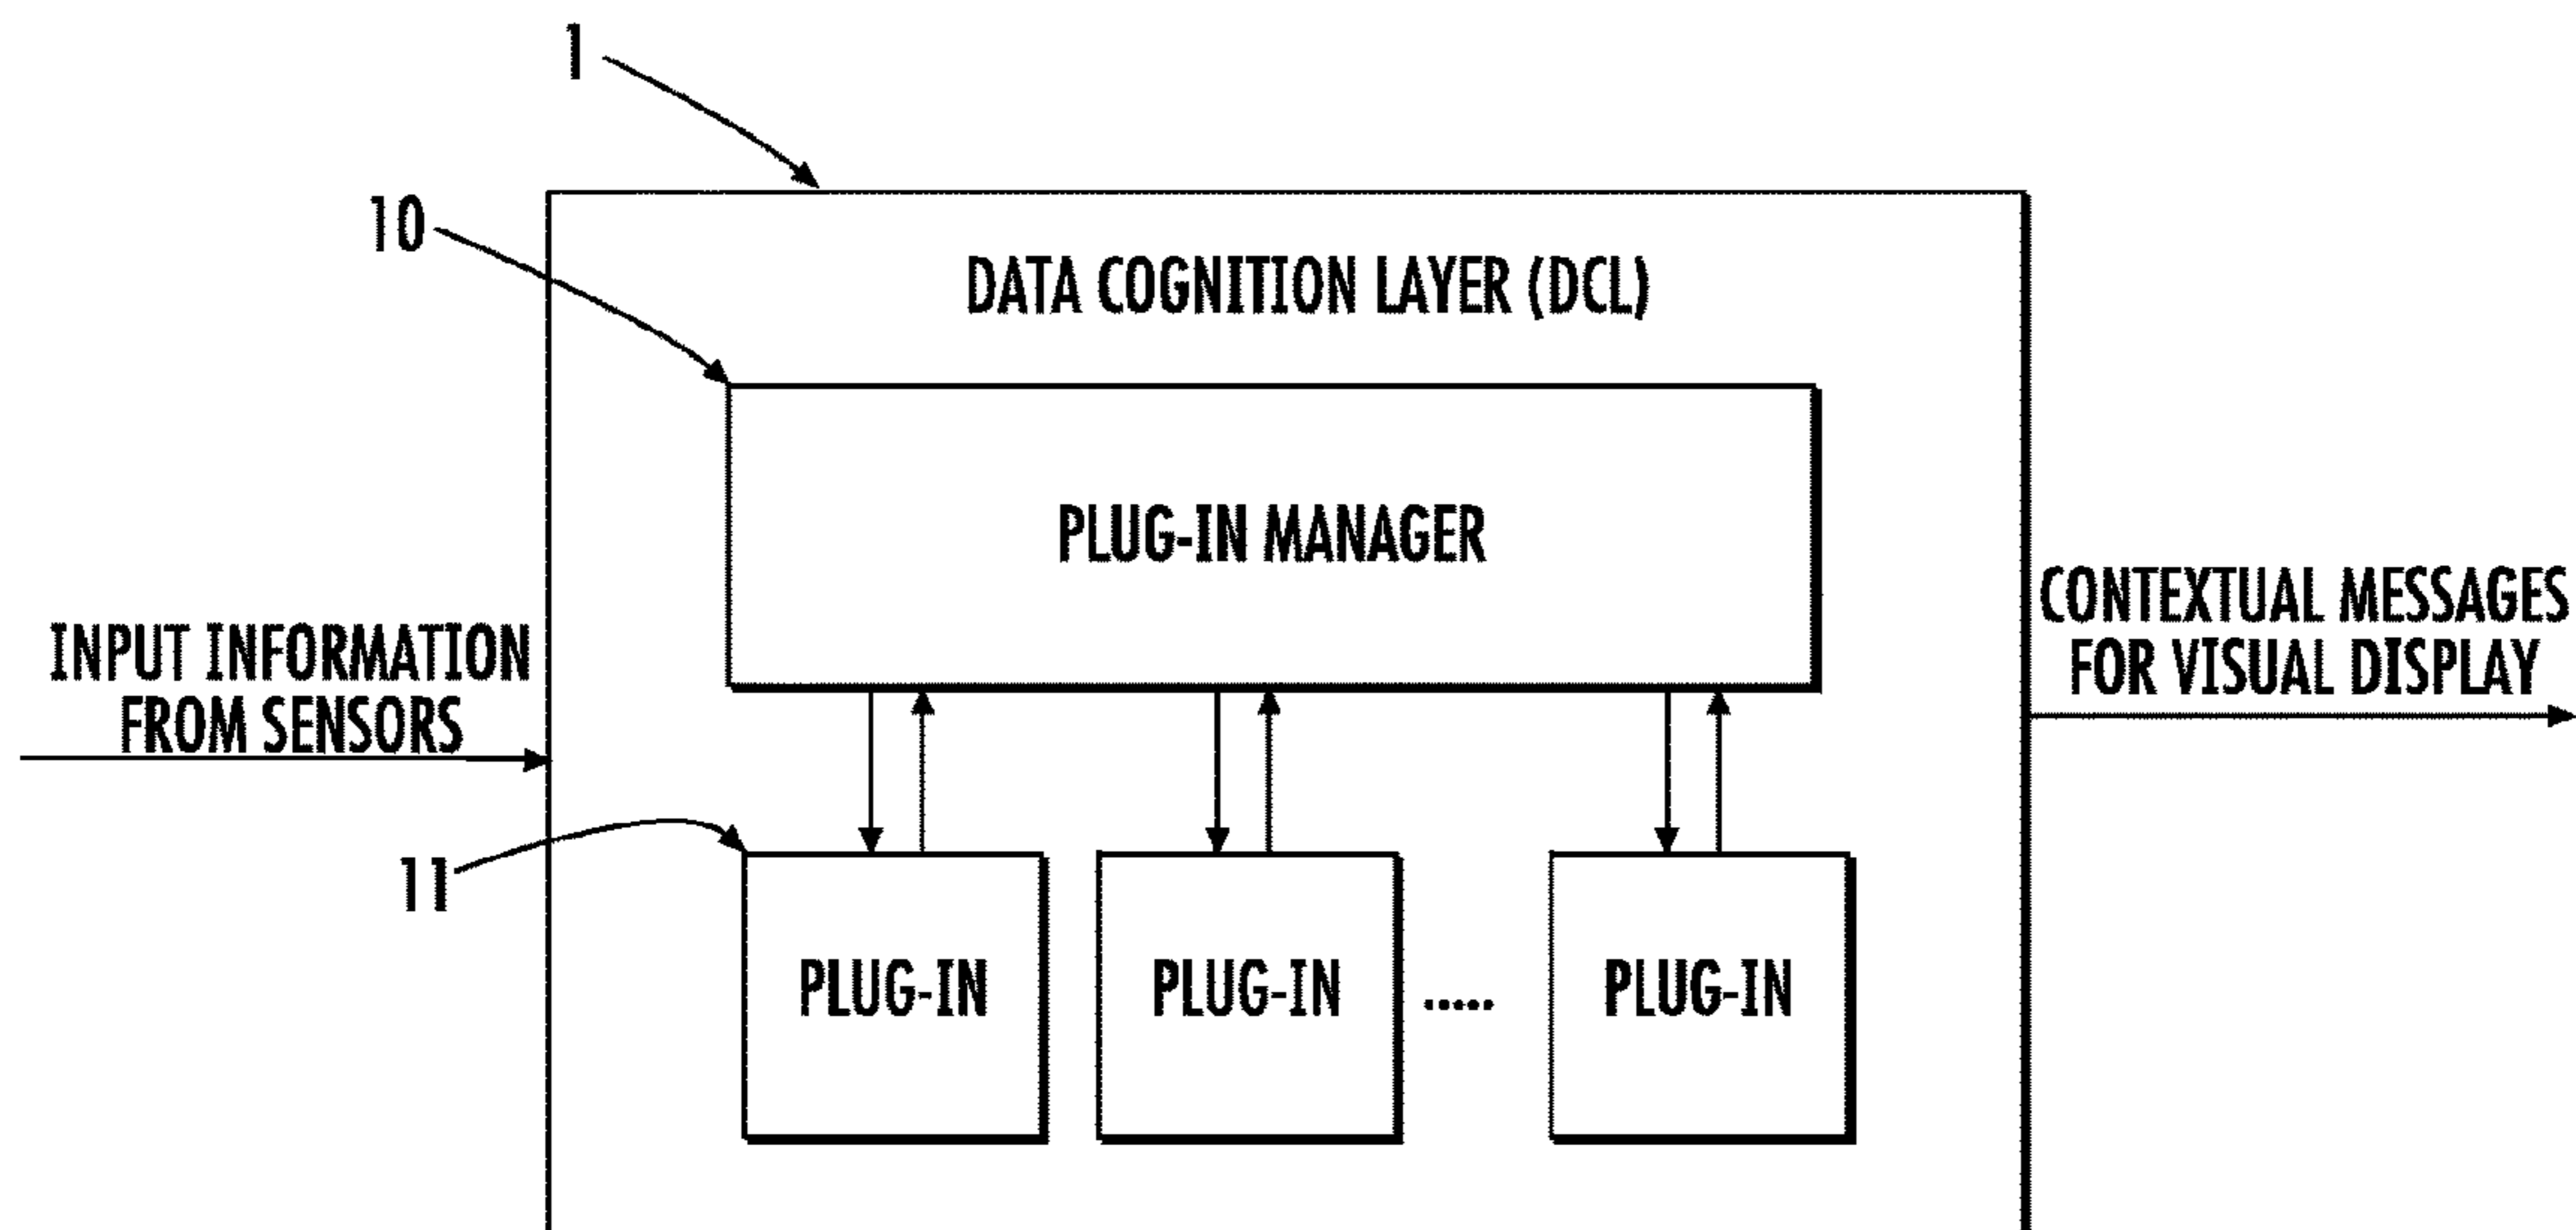 1
10
DATA COGNITION LAYER (DCL)
PLUG-IN MANAGER
INPUT INFORMATION
FROM SENSORS
CONTEXTUAL MESSAGES
FOR VISUAL DISPLAY
11
PLUG-IN
PLUG-IN
.....
PLUG-IN